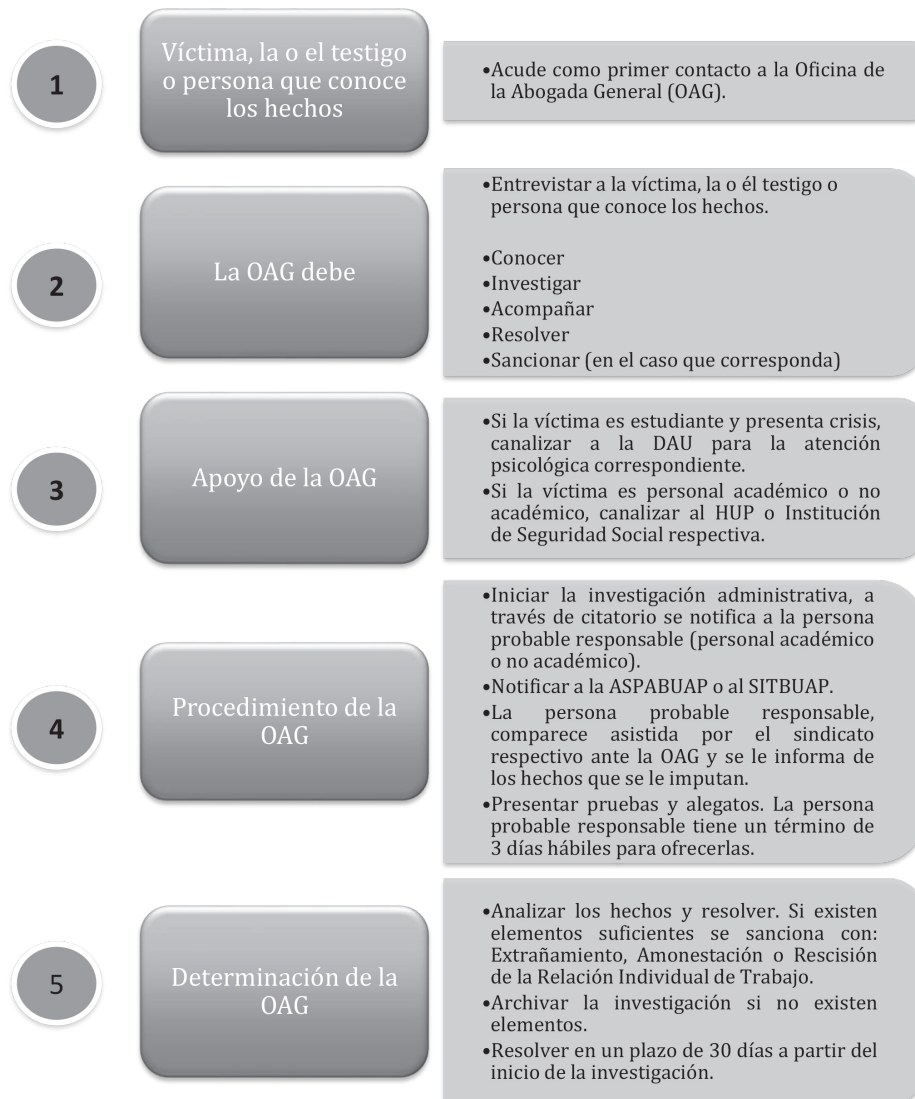 1
Víctima, la o el testigo
o persona que conoce
los hechos
•Acude como primer contacto a la Oficina de
la Abogada General (OAG).
2
La OAG debe
•Entrevistar a la víctima, la o él testigo o
persona que conoce los hechos.
•Conocer
•Investigar
•Acompañar
•Resolver
•Sancionar (en el caso que corresponda)
3
Apoyo de la OAG
•Si la víctima es estudiante y presenta crisis,
canalizar a la DAU para la atención
psicológica correspondiente.
•Si la víctima es personal académico o no
académico, canalizar al HUP o Institución
de Seguridad Social respectiva.
4
Procedimiento de la
OAG
•Iniciar la investigación administrativa, a
través de citatorio se notifica a la persona
probable responsable (personal académico
o no académico).
•Notificar a la ASPABUAP o al SITBUAP.
•La persona probable responsable,
comparece asistida por el sindicato
respectivo ante la OAG y se le informa de
los hechos que se le imputan.
•Presentar pruebas y alegatos. La persona
probable responsable tiene un término de
3 días hábiles para ofrecerlas.
5
Determinación de la
OAG
•Analizar los hechos y resolver. Si existen
elementos suficientes se sanciona con:
Extrañamiento, Amonestación o Rescisión
de la Relación Individual de Trabajo.
•Archivar la investigación si no existen
elementos.
•Resolver en un plazo de 30 días a partir del
inicio de la investigación.